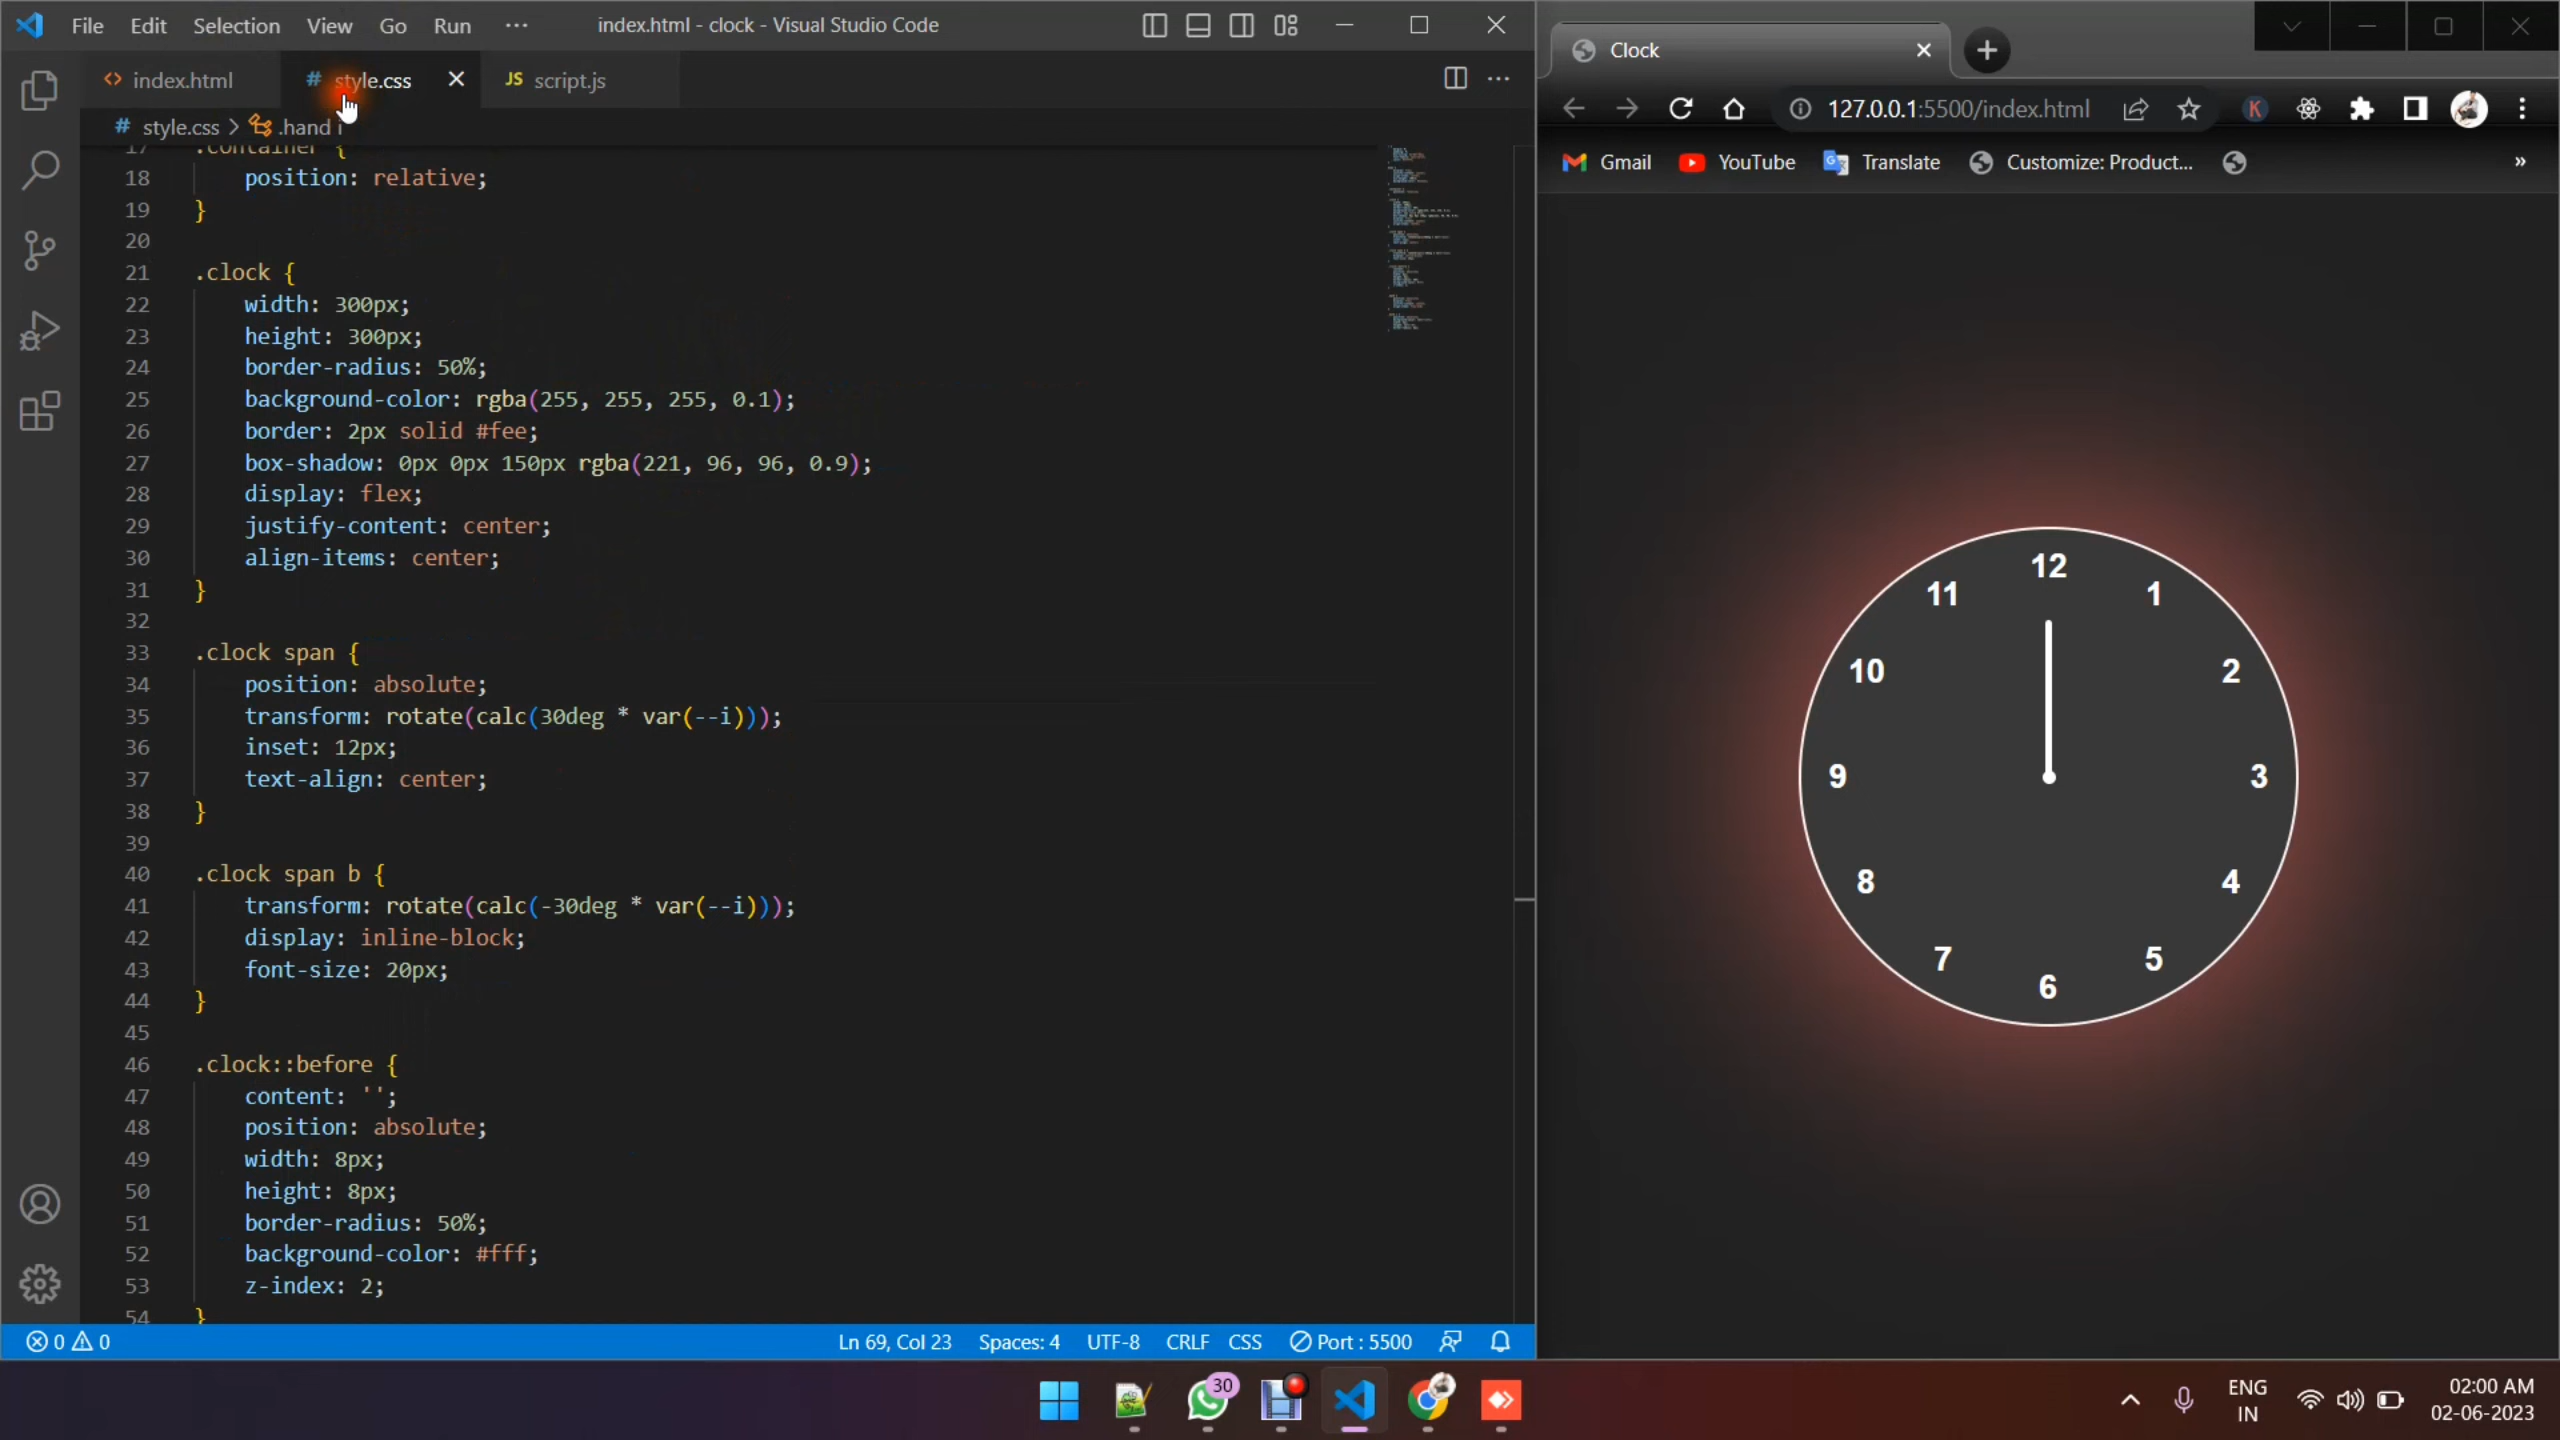 File Edit Selection View Go Run ··· index.html - clock - Visual Studio Code
<> index.html # style.css JS script.js
# style.css > .hand i
17 .container {
18 position: relative;
19 }
20
21 .clock {
22 width: 300px;
23 height: 300px;
24 border-radius: 50%;
25 background-color: rgba(255, 255, 255, 0.1);
26 border: 2px solid #fee;
27 box-shadow: 0px 0px 150px rgba(221, 96, 96, 0.9);
28 display: flex;
29 justify-content: center;
30 align-items: center;
31 }
32
33 .clock span {
34 position: absolute;
35 transform: rotate(calc(30deg * var(--i)));
36 inset: 12px;
37 text-align: center;
38 }
39
40 .clock span b {
41 transform: rotate(calc(-30deg * var(--i)));
42 display: inline-block;
43 font-size: 20px;
44 }
45
46 .clock::before {
47 content: '';
48 position: absolute;
49 width: 8px;
50 height: 8px;
51 border-radius: 50%;
52 background-color: #fff;
53 z-index: 2;
54 }
0 0 Ln 69, Col 23 Spaces: 4 UTF-8 CRLF CSS Port : 5500
Clock
127.0.0.1:5500/index.html K
Gmail YouTube Translate Customize: Product... »
12
11 1
10 2
9 3
8 4
7 5
6
30
ENG
IN
02:00 AM
02-06-2023